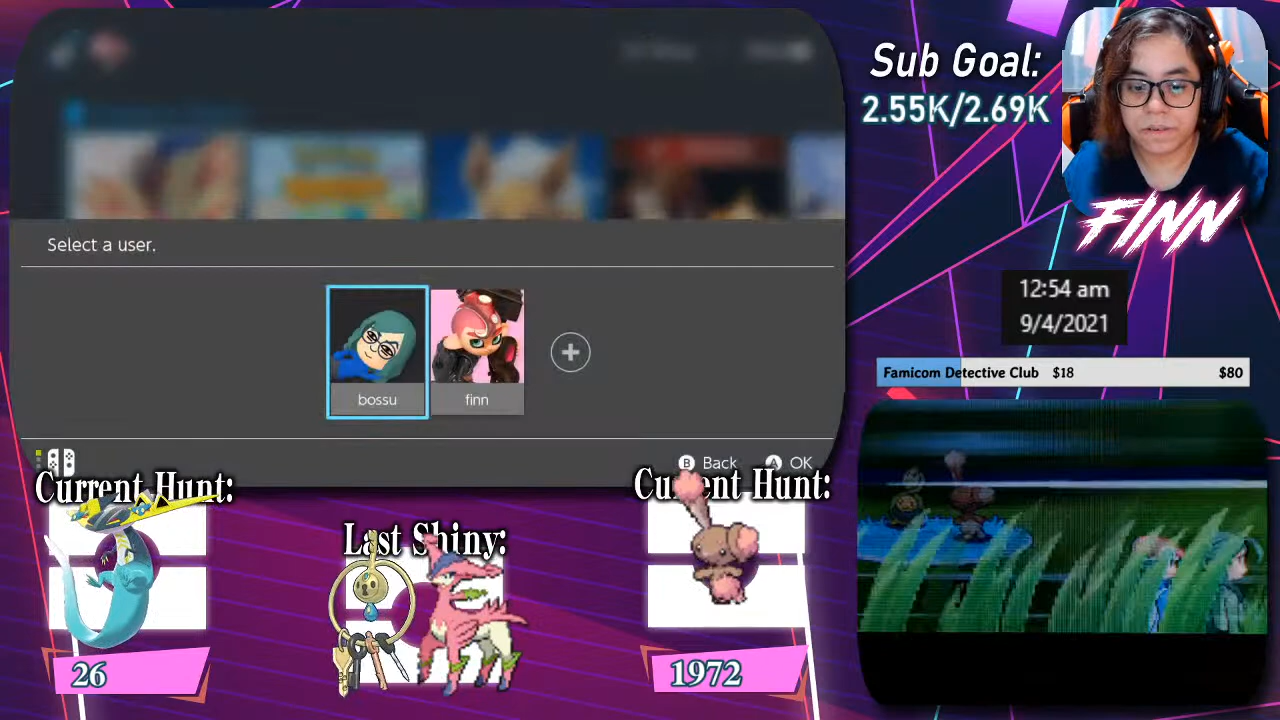 Select a user.
bossu
finn
B Back A OK
Sub Goal:
2.55K/2.69K
FINN
12:54 am
9/4/2021
Famicom Detective Club $18 $80
Current Hunt:
26
Last Shiny:
Current Hunt:
1972